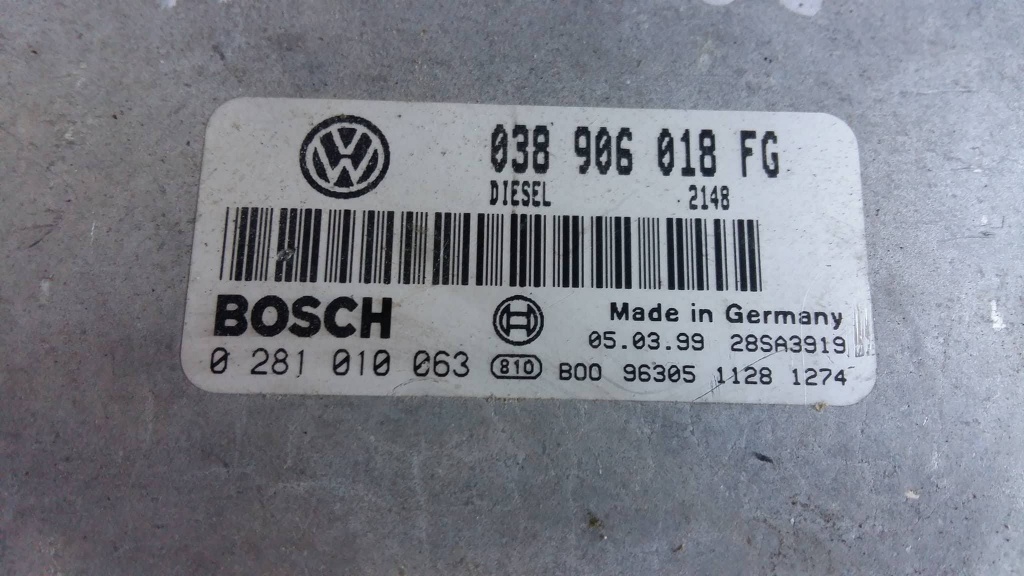 038 906 018 FG
DIESEL 2148
BOSCH
Made in Germany
05.03.99 28SA3919
0 281 010 063 810 B00 96305 1128 1274